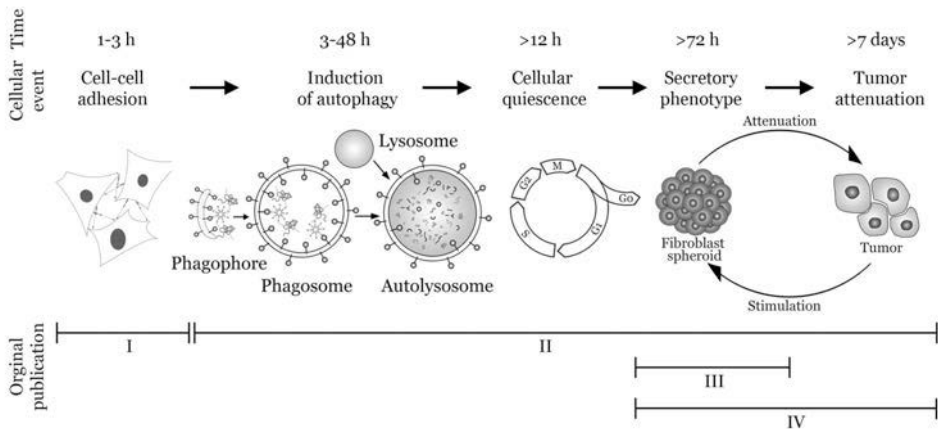 Time
1-3 h
3-48 h
>12 h
>72 h
>7 days
Cellular
event
Cell-cell
adhesion
Induction
of autophagy
Cellular
quiescence
Secretory
phenotype
Tumor
attenuation
Attenuation
Lysosome
M
G2
G0
S
G1
Phagophore
Phagosome
Autolysosome
Fibroblast
spheroid
Tumor
Stimulation
Orginal
publication
I
II
III
IV